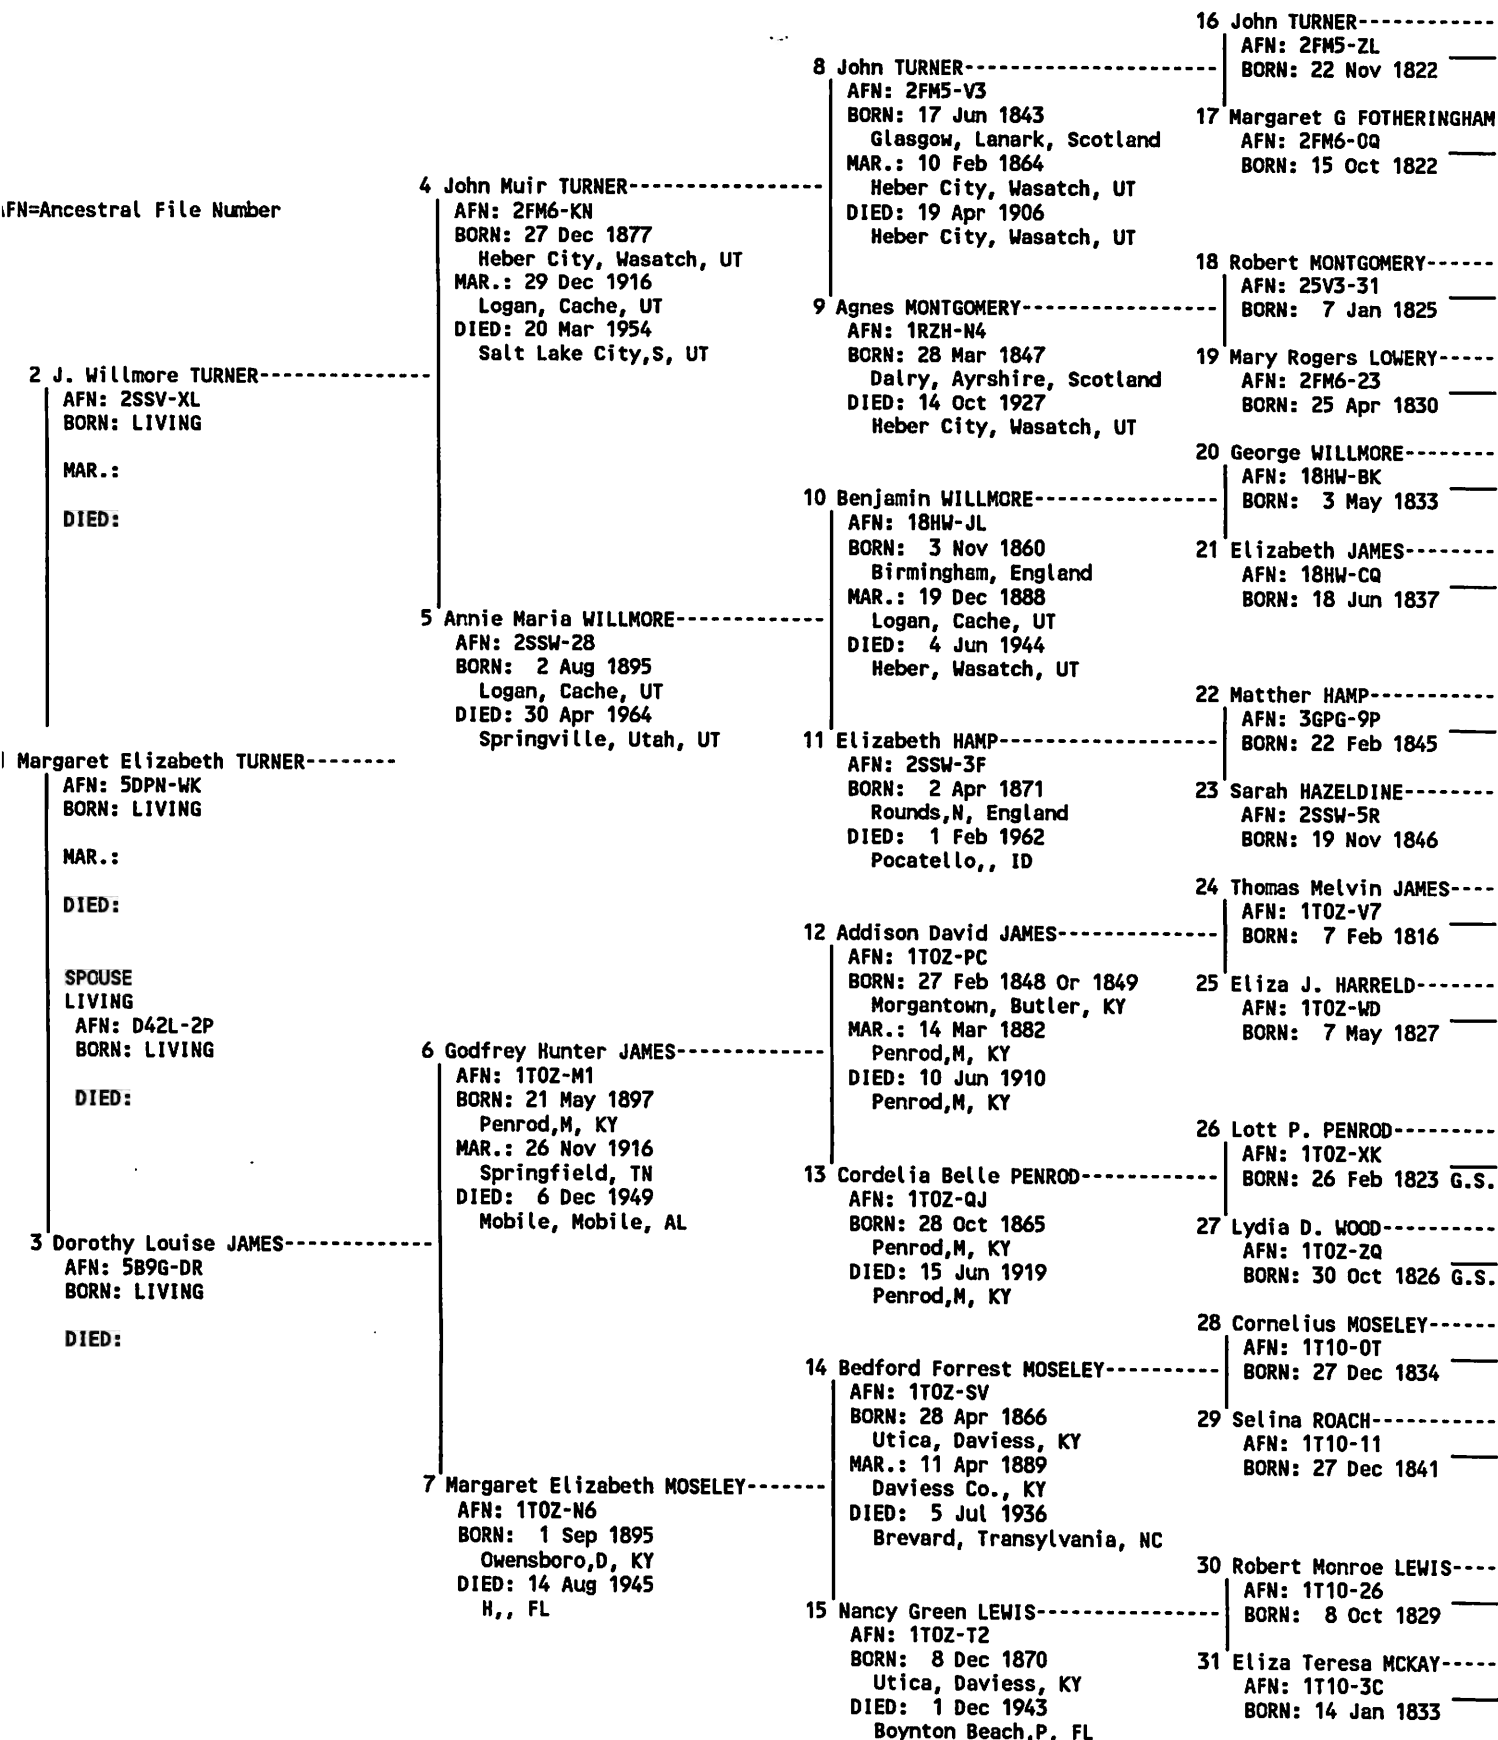 16 John TURNER------------
AFN: 2FM5-ZL
BORN: 22 Nov 1822
8 John TURNER---------------------
AFN: 2FM5-V3
BORN: 17 Jun 1843
Glasgow, Lanark, Scotland
MAR.: 10 Feb 1864
Heber City, Wasatch, UT
DIED: 19 Apr 1906
Heber City, Wasatch, UT
17 Margaret G FOTHERINGHAM
AFN: 2FM6-0Q
BORN: 15 Oct 1822
4 John Muir TURNER-----------------
AFN: 2FM6-KN
BORN: 27 Dec 1877
Heber City, Wasatch, UT
MAR.: 29 Dec 1916
Logan, Cache, UT
DIED: 20 Mar 1954
Salt Lake City,S, UT
AFN=Ancestral File Number
18 Robert MONTGOMERY------
AFN: 25V3-31
BORN: 7 Jan 1825
9 Agnes MONTGOMERY----------------
AFN: 1RZH-N4
BORN: 28 Mar 1847
Dalry, Ayrshire, Scotland
DIED: 14 Oct 1927
Heber City, Wasatch, UT
19 Mary Rogers LOWERY-----
AFN: 2FM6-23
BORN: 25 Apr 1830
2 J. Willmore TURNER---------------
AFN: 2SSV-XL
BORN: LIVING
MAR.:
DIED:
20 George WILLMORE--------
AFN: 18HW-BK
BORN: 3 May 1833
10 Benjamin WILLMORE---------------
AFN: 18HW-JL
BORN: 3 Nov 1860
Birmingham, England
MAR.: 19 Dec 1888
Logan, Cache, UT
DIED: 4 Jun 1944
Heber, Wasatch, UT
21 Elizabeth JAMES--------
AFN: 18HW-CQ
BORN: 18 Jun 1837
5 Annie Maria WILLMORE-------------
AFN: 2SSW-28
BORN: 2 Aug 1895
Logan, Cache, UT
DIED: 30 Apr 1964
Springville, Utah, UT
22 Matther HAMP-----------
AFN: 3GPG-9P
BORN: 22 Feb 1845
11 Elizabeth HAMP------------------
AFN: 2SSW-3F
BORN: 2 Apr 1871
Rounds,N, England
DIED: 1 Feb 1962
Pocatello,, ID
23 Sarah HAZELDINE--------
AFN: 2SSW-5R
BORN: 19 Nov 1846
1 Margaret Elizabeth TURNER--------
AFN: 5DPN-WK
BORN: LIVING
MAR.:
DIED:
SPOUSE
LIVING
AFN: D42L-2P
BORN: LIVING
DIED:
24 Thomas Melvin JAMES----
AFN: 1T0Z-V7
BORN: 7 Feb 1816
12 Addison David JAMES--------------
AFN: 1T0Z-PC
BORN: 27 Feb 1848 Or 1849
Morgantown, Butler, KY
MAR.: 14 Mar 1882
Penrod,M, KY
DIED: 10 Jun 1910
Penrod,M, KY
25 Eliza J. HARRELD-------
AFN: 1T0Z-WD
BORN: 7 May 1827
6 Godfrey Hunter JAMES-------------
AFN: 1T0Z-M1
BORN: 21 May 1897
Penrod,M, KY
MAR.: 26 Nov 1916
Springfield, TN
DIED: 6 Dec 1949
Mobile, Mobile, AL
26 Lott P. PENROD---------
AFN: 1T0Z-XK
BORN: 26 Feb 1823 G.S.
13 Cordelia Belle PENROD------------
AFN: 1T0Z-QJ
BORN: 28 Oct 1865
Penrod,M, KY
DIED: 15 Jun 1919
Penrod,M, KY
27 Lydia D. WOOD----------
AFN: 1T0Z-ZQ
BORN: 30 Oct 1826 G.S.
3 Dorothy Louise JAMES-------------
AFN: 5B9G-DR
BORN: LIVING
DIED:
28 Cornelius MOSELEY------
AFN: 1T10-0T
BORN: 27 Dec 1834
14 Bedford Forrest MOSELEY----------
AFN: 1T0Z-SV
BORN: 28 Apr 1866
Utica, Daviess, KY
MAR.: 11 Apr 1889
Daviess Co., KY
DIED: 5 Jul 1936
Brevard, Transylvania, NC
29 Selina ROACH-----------
AFN: 1T10-11
BORN: 27 Dec 1841
7 Margaret Elizabeth MOSELEY-------
AFN: 1T0Z-N6
BORN: 1 Sep 1895
Owensboro,D, KY
DIED: 14 Aug 1945
H,, FL
30 Robert Monroe LEWIS----
AFN: 1T10-26
BORN: 8 Oct 1829
15 Nancy Green LEWIS---------------
AFN: 1T0Z-T2
BORN: 8 Dec 1870
Utica, Daviess, KY
DIED: 1 Dec 1943
Boynton Beach,P, FL
31 Eliza Teresa MCKAY-----
AFN: 1T10-3C
BORN: 14 Jan 1833